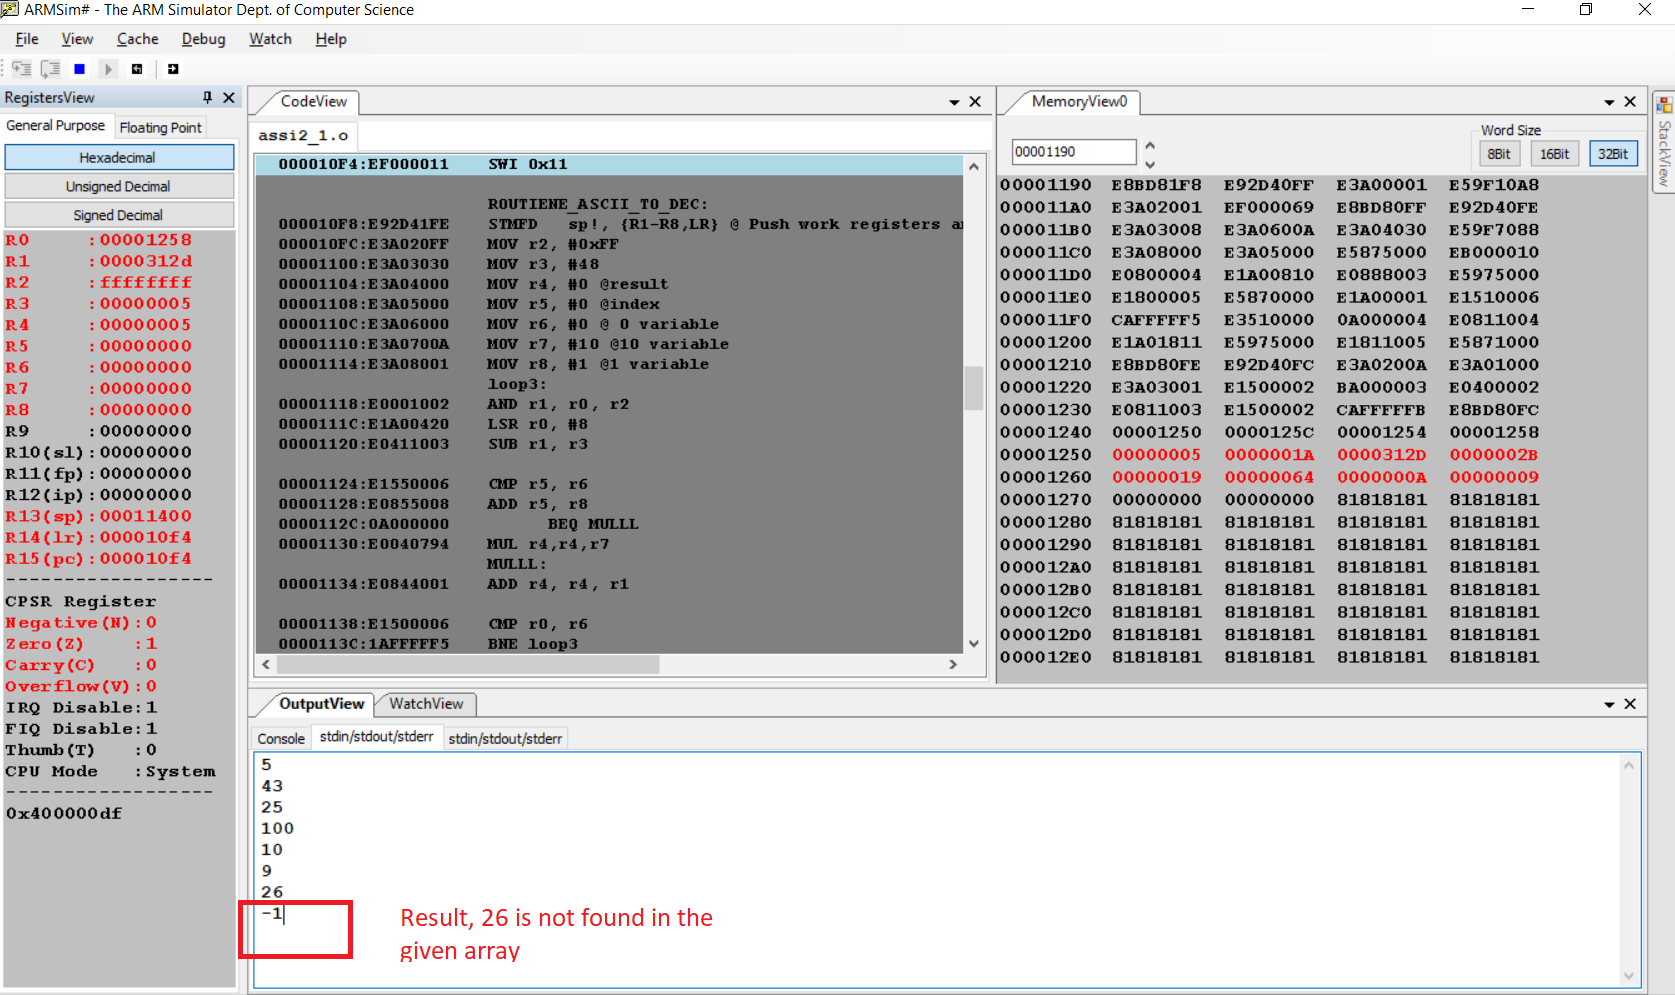 ARMSim# - The ARM Simulator Dept. of Computer Science
File View Cache Debug Watch Help
RegistersView
General Purpose Floating Point
Hexadecimal
Unsigned Decimal
Signed Decimal
R0 :00001258
R1 :0000312d
R2 :ffffffff
R3 :00000005
R4 :00000005
R5 :00000000
R6 :00000000
R7 :00000000
R8 :00000000
R9 :00000000
R10(sl):00000000
R11(fp):00000000
R12(ip):00000000
R13(sp):00011400
R14(lr):000010f4
R15(pc):000010f4
------------------
CPSR Register
Negative(N):0
Zero(Z) :1
Carry(C) :0
Overflow(V):0
IRQ Disable:1
FIQ Disable:1
Thumb(T) :0
CPU Mode :System
------------------
0x400000df
CodeView
assi2_1.o
000010F4:EF000011 SWI 0x11
ROUTIENE_ASCII_TO_DEC:
000010F8:E92D41FE STMFD sp!, {R1-R8,LR} @ Push work registers a
000010FC:E3A020FF MOV r2, #0xFF
00001100:E3A03030 MOV r3, #48
00001104:E3A04000 MOV r4, #0 @result
00001108:E3A05000 MOV r5, #0 @index
0000110C:E3A06000 MOV r6, #0 @ 0 variable
00001110:E3A0700A MOV r7, #10 @10 variable
00001114:E3A08001 MOV r8, #1 @1 variable
loop3:
00001118:E0001002 AND r1, r0, r2
0000111C:E1A00420 LSR r0, #8
00001120:E0411003 SUB r1, r3
00001124:E1550006 CMP r5, r6
00001128:E0855008 ADD r5, r8
0000112C:0A000000 BEQ MULLL
00001130:E0040794 MUL r4,r4,r7
MULLL:
00001134:E0844001 ADD r4, r4, r1
00001138:E1500006 CMP r0, r6
0000113C:1AFFFFF5 BNE loop3
MemoryView0
00001190
Word Size
8Bit 16Bit 32Bit
00001190 E8BD81F8 E92D40FF E3A00001 E59F10A8
000011A0 E3A02001 EF000069 E8BD80FF E92D40FE
000011B0 E3A03008 E3A0600A E3A04030 E59F7088
000011C0 E3A08000 E3A05000 E5875000 EB000010
000011D0 E0800004 E1A00810 E0888003 E5975000
000011E0 E1800005 E5870000 E1A00001 E1510006
000011F0 CAFFFFF5 E3510000 0A000004 E0811004
00001200 E1A01811 E5975000 E1811005 E5871000
00001210 E8BD80FE E92D40FC E3A0200A E3A01000
00001220 E3A03001 E1500002 BA000003 E0400002
00001230 E0811003 E1500002 CAFFFFFB E8BD80FC
00001240 00001250 0000125C 00001254 00001258
00001250 00000005 0000001A 0000312D 0000002B
00001260 00000019 00000064 0000000A 00000009
00001270 00000000 00000000 81818181 81818181
00001280 81818181 81818181 81818181 81818181
00001290 81818181 81818181 81818181 81818181
000012A0 81818181 81818181 81818181 81818181
000012B0 81818181 81818181 81818181 81818181
000012C0 81818181 81818181 81818181 81818181
000012D0 81818181 81818181 81818181 81818181
000012E0 81818181 81818181 81818181 81818181
StackView
OutputView WatchView
Console stdin/stdout/stderr stdin/stdout/stderr
5
43
25
100
10
9
26
-1
Result, 26 is not found in the
given array